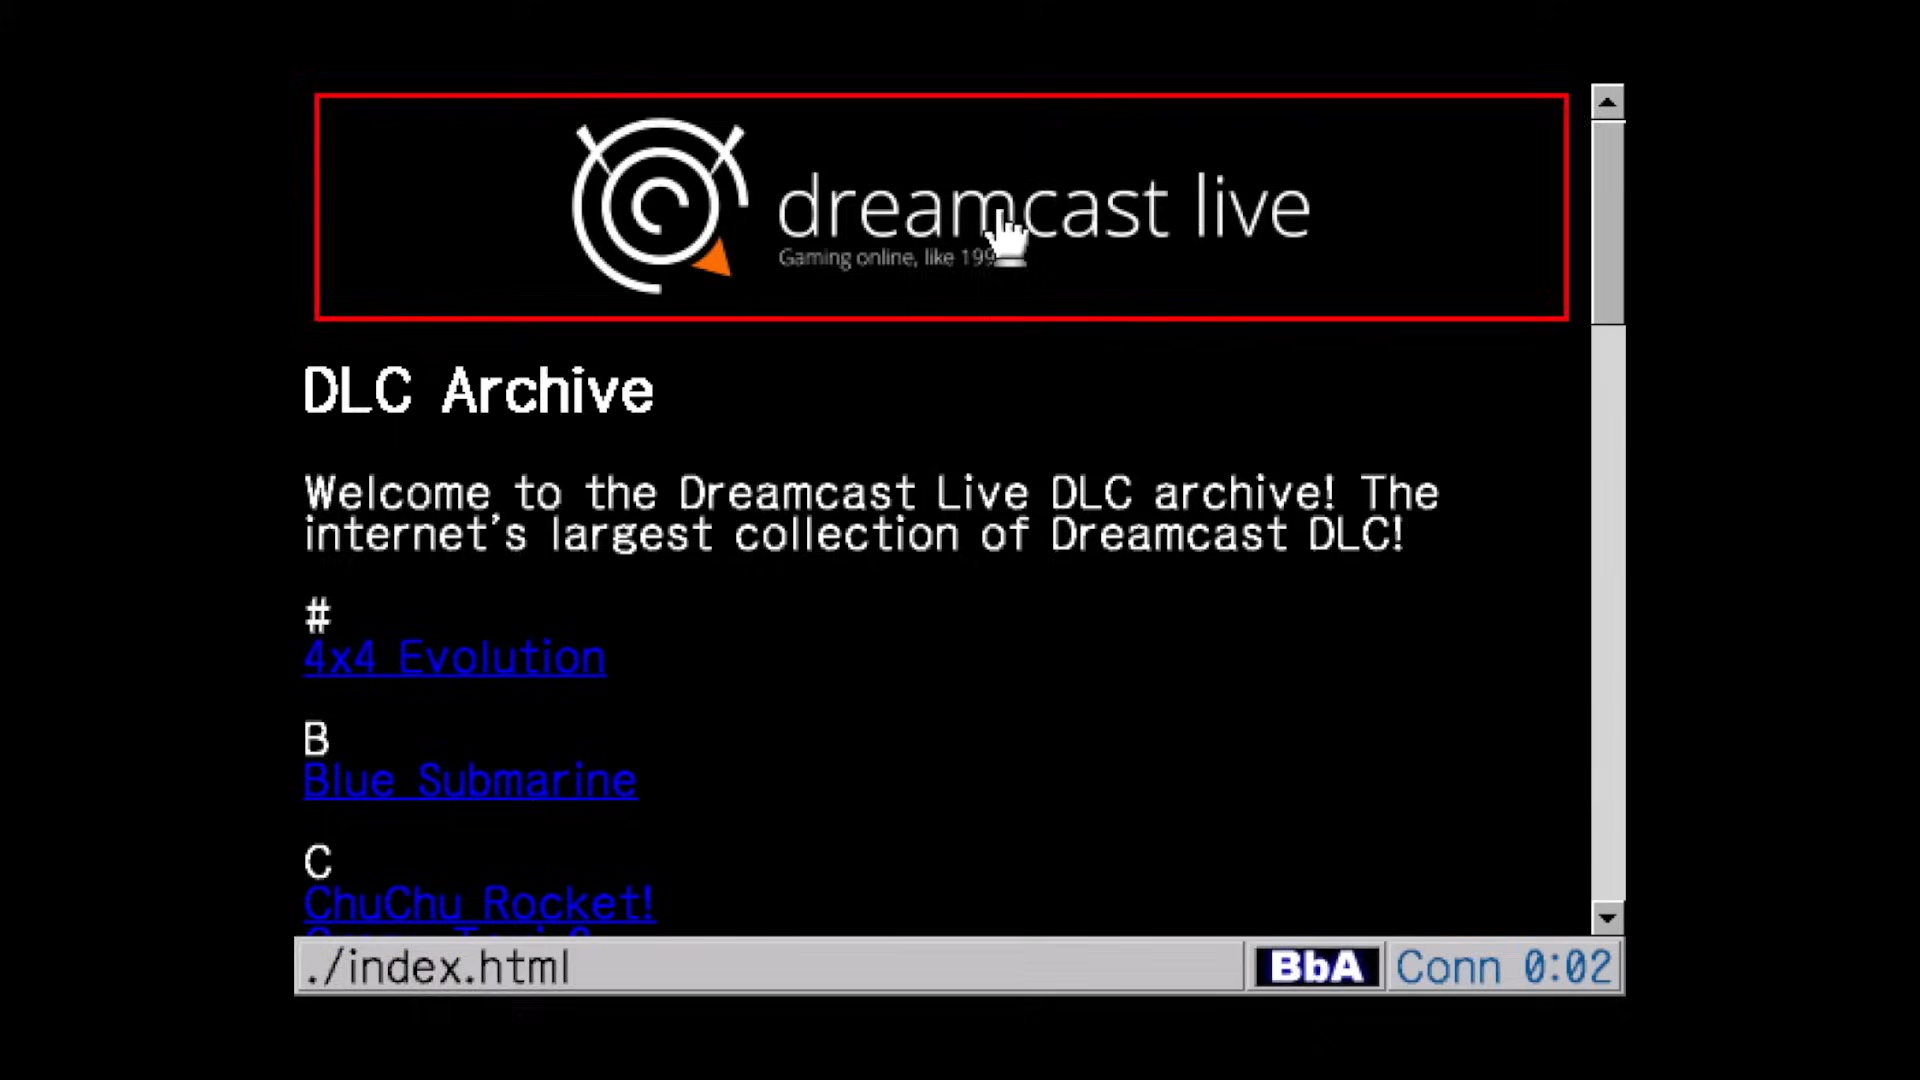 dreamcast live
Gaming online, like
DLC Archive
Welcome to the Dreamcast Live DLC archive! The
internet's largest collection of Dreamcast DLC!
#
4x4 Evolution
B
Blue Submarine
C
ChuChu Rocket!
./index.html
BbA
Conn 0:02